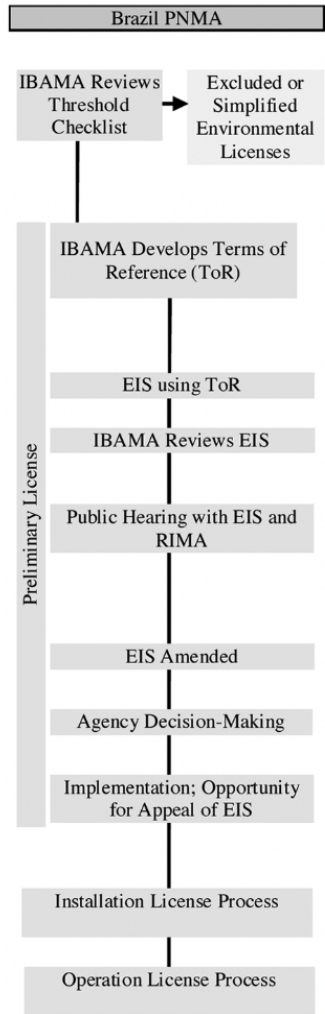 Brazil PNMA
IBAMA Reviews
Threshold
Checklist
Excluded or
Simplified
Environmental
Licenses
Preliminary License
IBAMA Develops Terms of
Reference (ToR)
EIS using ToR
IBAMA Reviews EIS
Public Hearing with EIS and
RIMA
EIS Amended
Agency Decision-Making
Implementation; Opportunity
for Appeal of EIS
Installation License Process
Operation License Process